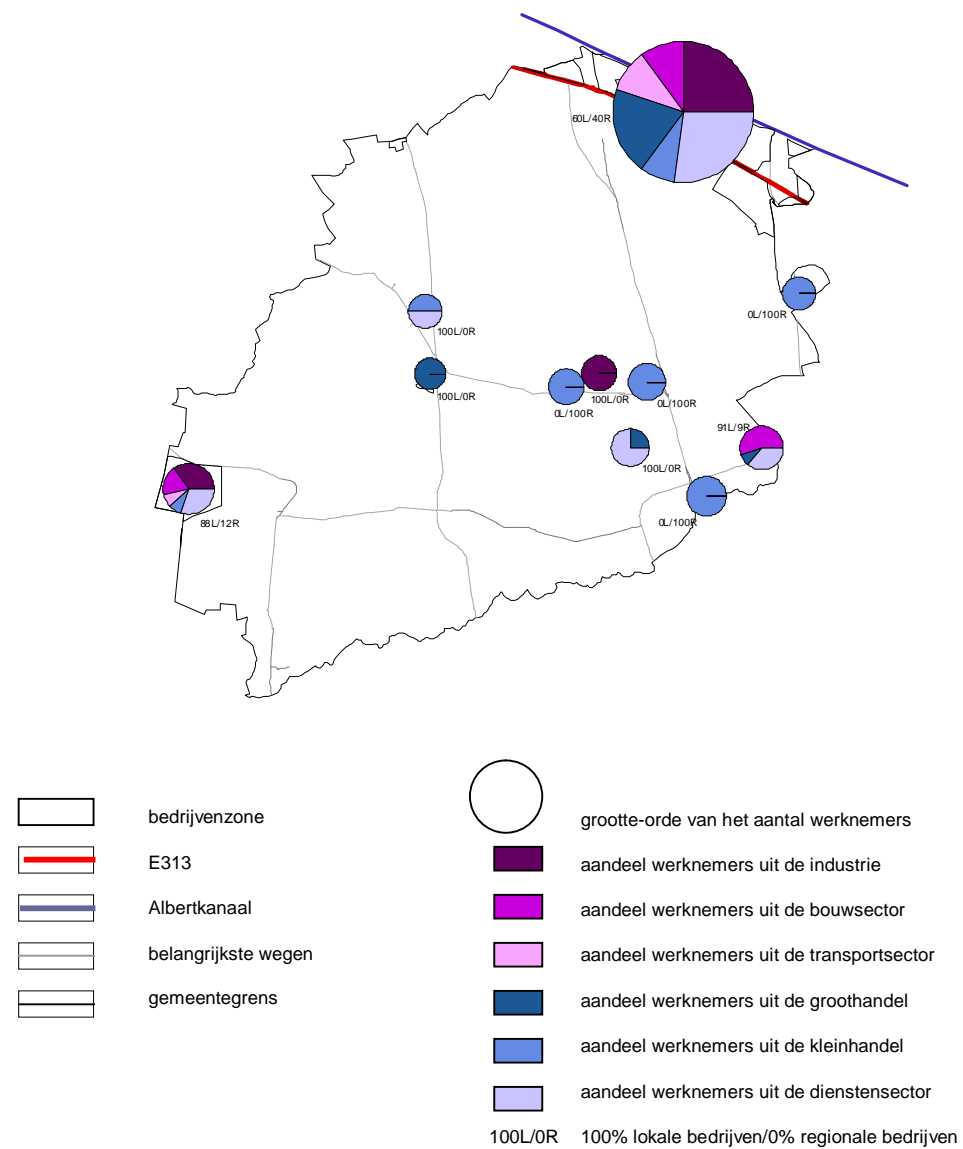 60L/40R
0L/100R
100L/0R
100L/0R
100L/0R
0L/100R
0L/100R
91L/9R
100L/0R
88L/12R
0L/100R
bedrijvenzone
E313
Albertkanaal
belangrijkste wegen
gemeentegrens
grootte-orde van het aantal werknemers
aandeel werknemers uit de industrie
aandeel werknemers uit de bouwsector
aandeel werknemers uit de transportsector
aandeel werknemers uit de groothandel
aandeel werknemers uit de kleinhandel
aandeel werknemers uit de dienstensector
100L/0R 100% lokale bedrijven/0% regionale bedrijven